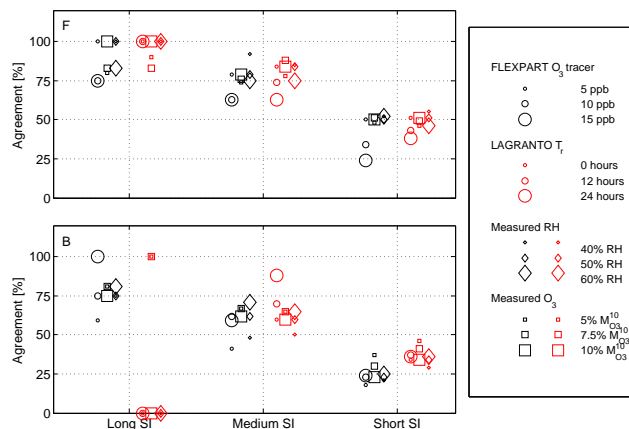 F
Agreement [%]
100
75
50
25
0
B
Agreement [%]
100
75
50
25
0
Long SI Medium SI Short SI
FLEXPART O3 tracer
5 ppb
10 ppb
15 ppb
LAGRANTO Tr
0 hours
12 hours
24 hours
Measured RH
40% RH
50% RH
60% RH
Measured O3
5% M10O3
7.5% M10O3
10% M10O3